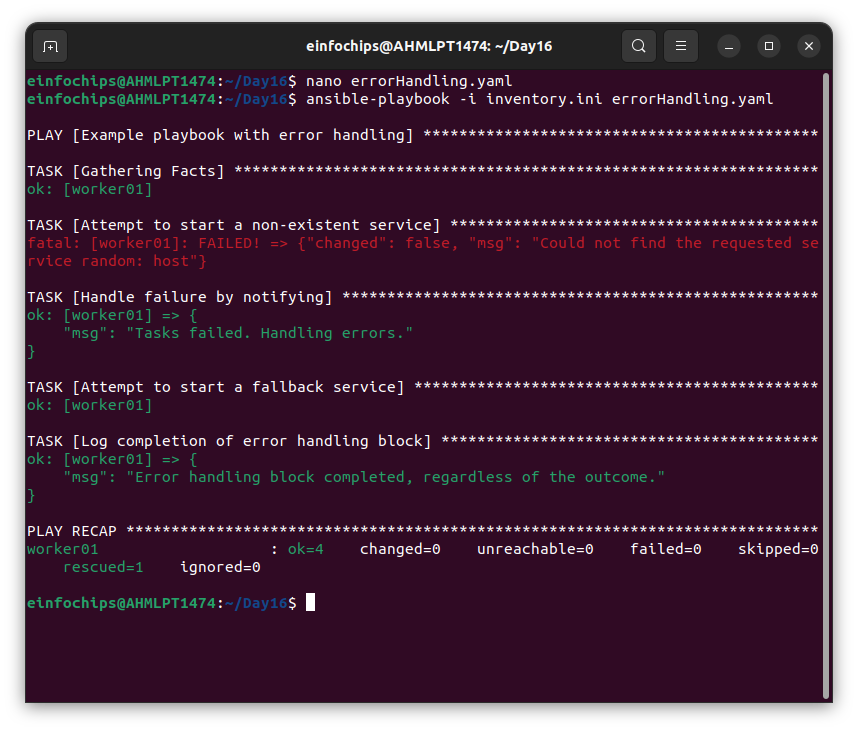 einfochips@AHMLPT1474: ~/Day16
einfochips@AHMLPT1474:~/Day16$ nano errorHandling.yaml
einfochips@AHMLPT1474:~/Day16$ ansible-playbook -i inventory.ini errorHandling.yaml
PLAY [Example playbook with error handling] ********************************************
TASK [Gathering Facts] *****************************************************************
ok: [worker01]
TASK [Attempt to start a non-existent service] *****************************************
fatal: [worker01]: FAILED! => {"changed": false, "msg": "Could not find the requested se
rvice random: host"}
TASK [Handle failure by notifying] *****************************************************
ok: [worker01] => {
    "msg": "Tasks failed. Handling errors."
}
TASK [Attempt to start a fallback service] *********************************************
ok: [worker01]
TASK [Log completion of error handling block] ******************************************
ok: [worker01] => {
    "msg": "Error handling block completed, regardless of the outcome."
}
PLAY RECAP *****************************************************************************
worker01                   : ok=4    changed=0    unreachable=0    failed=0    skipped=0
    rescued=1    ignored=0
einfochips@AHMLPT1474:~/Day16$